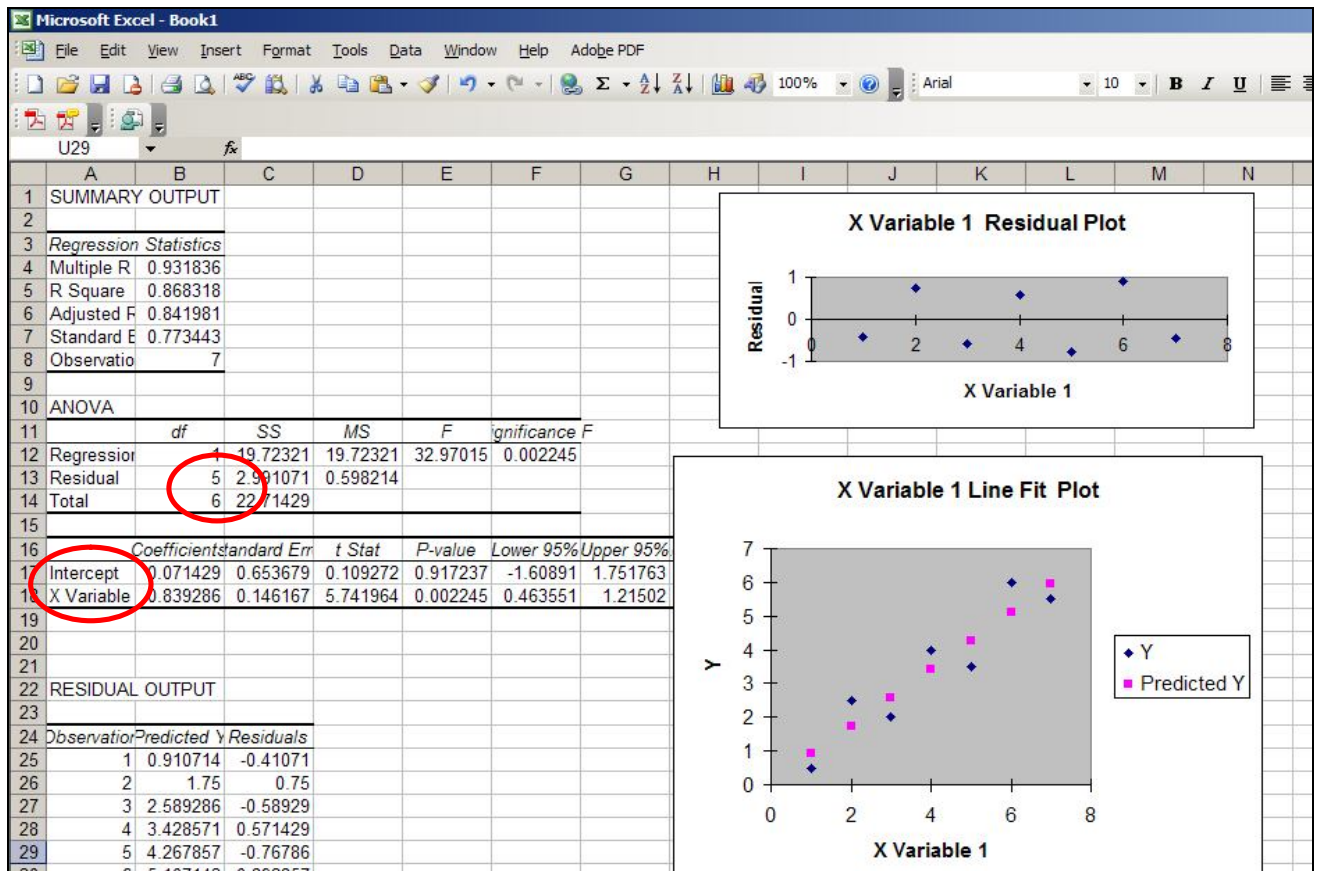 Microsoft Excel - Book1
File Edit View Insert Format Tools Data Window Help Adobe PDF
100% Arial 10 B I U
U29 fx
A B C D E F G H I J K L M N
1 SUMMARY OUTPUT
2
3 Regression Statistics
4 Multiple R 0.931836
5 R Square 0.868318
6 Adjusted R 0.841981
7 Standard E 0.773443
8 Observatio 7
9
10 ANOVA
11 df SS MS F ignificance F
12 Regression 1 19.72321 19.72321 32.97015 0.002245
13 Residual 5 2.991071 0.598214
14 Total 6 22.71429
15
16 Coefficients tandard Err t Stat P-value Lower 95% Upper 95%
17 Intercept 0.071429 0.653679 0.109272 0.917237 -1.60891 1.751763
18 X Variable 0.839286 0.146167 5.741964 0.002245 0.463551 1.21502
19
20
21
22 RESIDUAL OUTPUT
23
24 Observation Predicted Y Residuals
25 1 0.910714 -0.41071
26 2 1.75 0.75
27 3 2.589286 -0.58929
28 4 3.428571 0.571429
29 5 4.267857 -0.76786
X Variable 1 Residual Plot
Residual
1
0
-1
0 2 4 6 8
X Variable 1
X Variable 1 Line Fit Plot
Y
7
6
5
4
3
2
1
0
0 2 4 6 8
X Variable 1
Y
Predicted Y